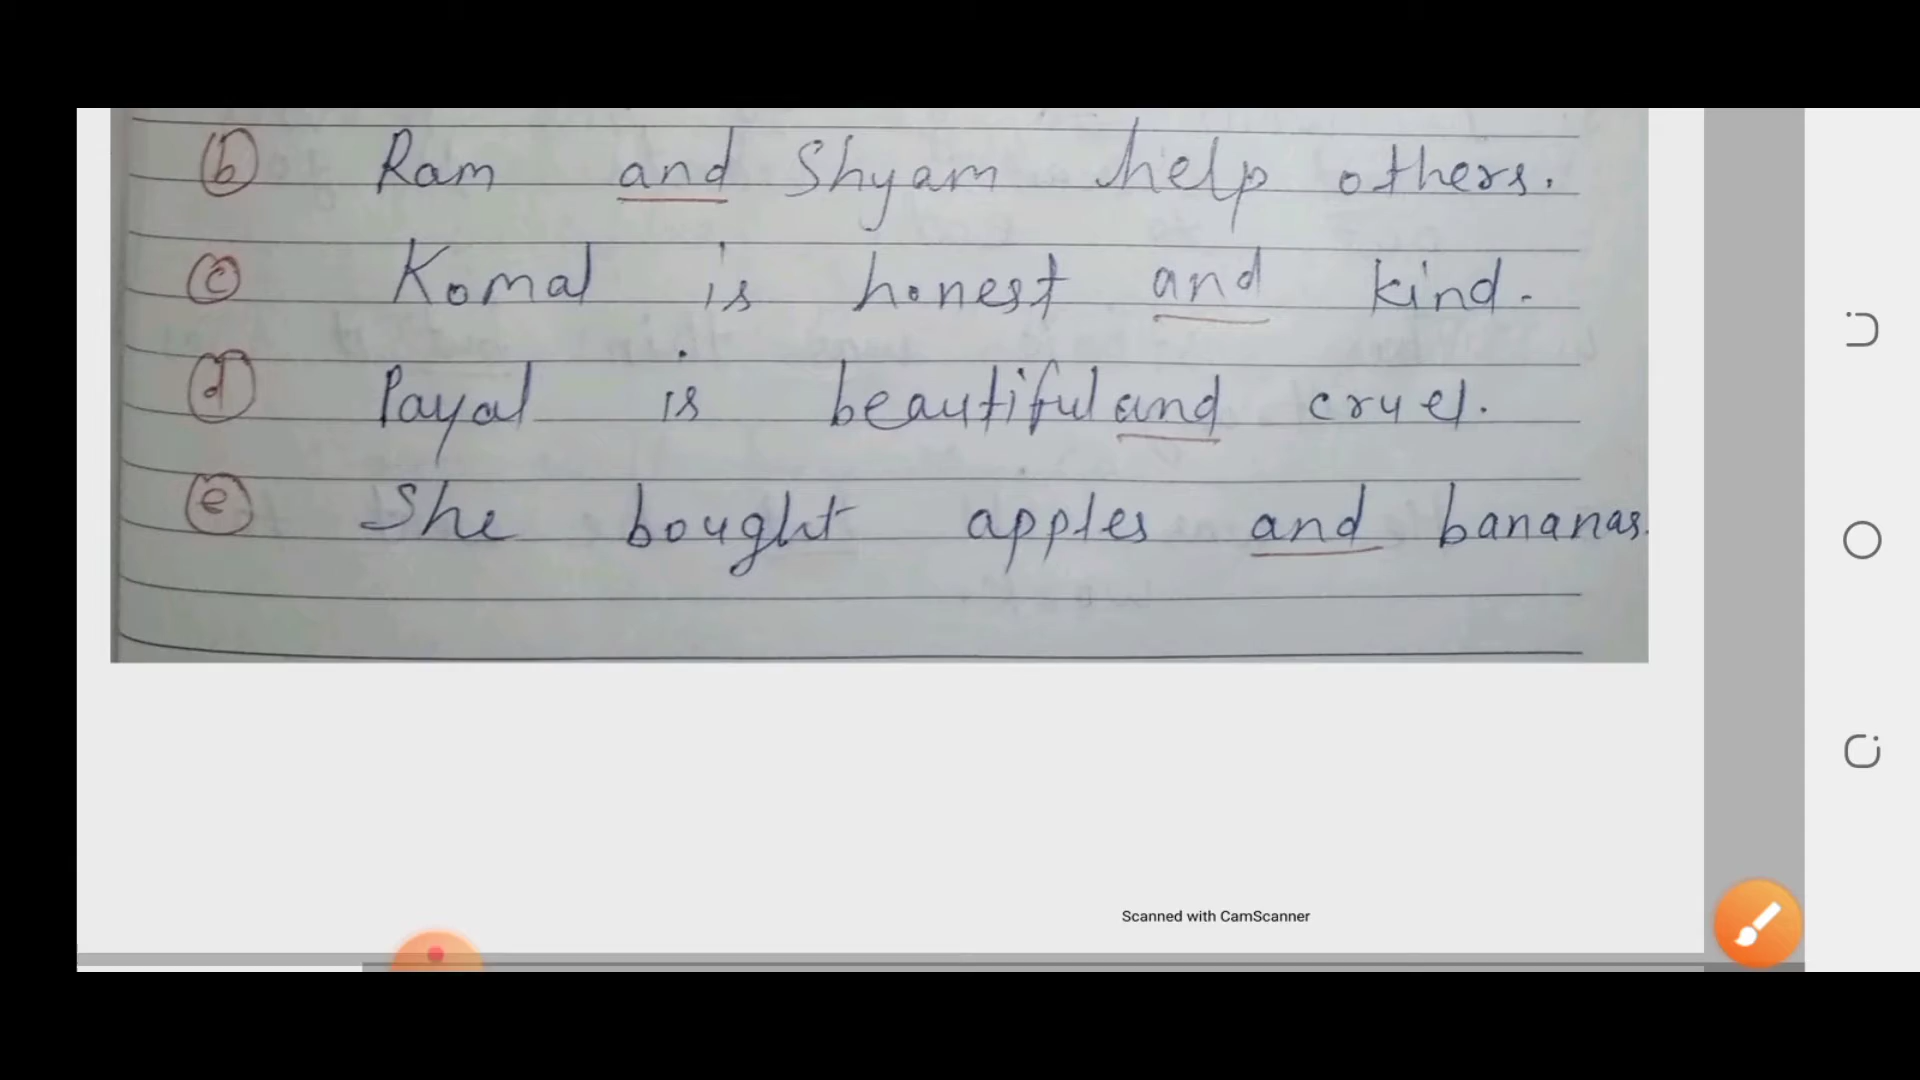 (b) Ram and Shyam help others.
(c) Komal is honest and kind.
(d) Payal is beautiful and cruel.
(e) She bought apples and bananas.
Scanned with CamScanner